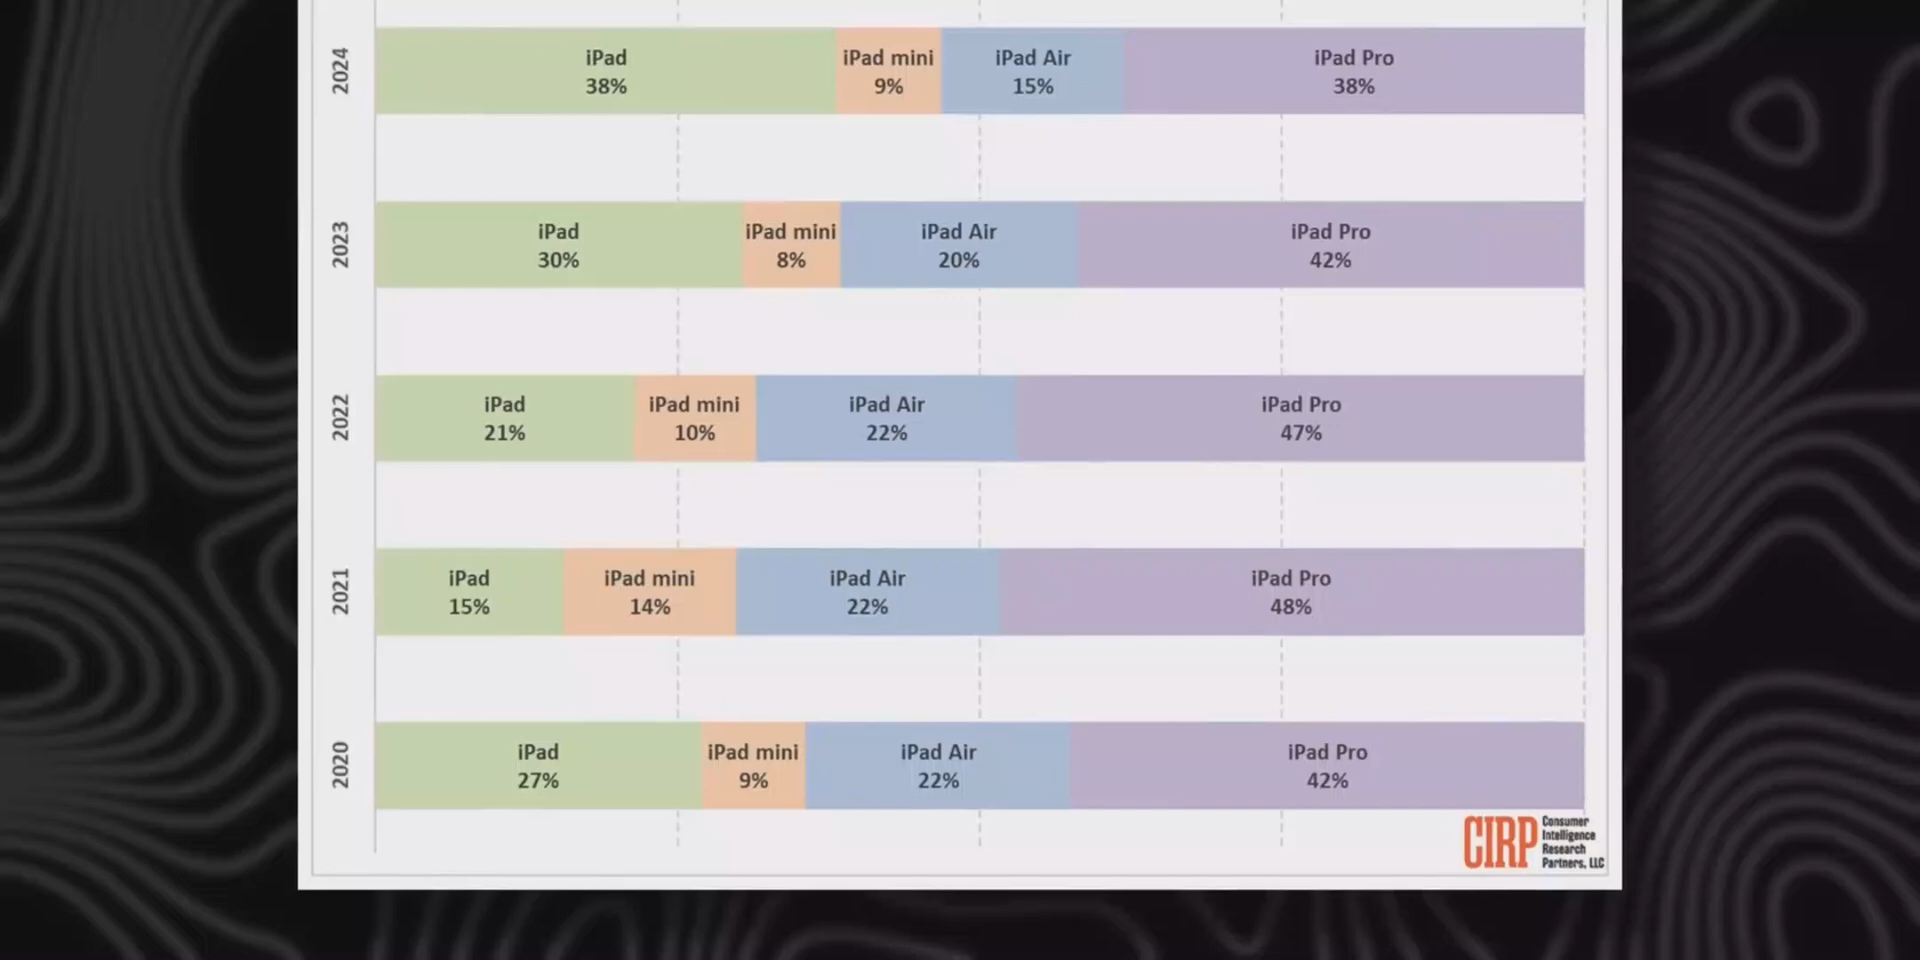 2024
iPad
38%
iPad mini
9%
iPad Air
15%
iPad Pro
38%
2023
iPad
30%
iPad mini
8%
iPad Air
20%
iPad Pro
42%
2022
iPad
21%
iPad mini
10%
iPad Air
22%
iPad Pro
47%
2021
iPad
15%
iPad mini
14%
iPad Air
22%
iPad Pro
48%
2020
iPad
27%
iPad mini
9%
iPad Air
22%
iPad Pro
42%
CIRP
Consumer
Intelligence
Research
Partners, LLC